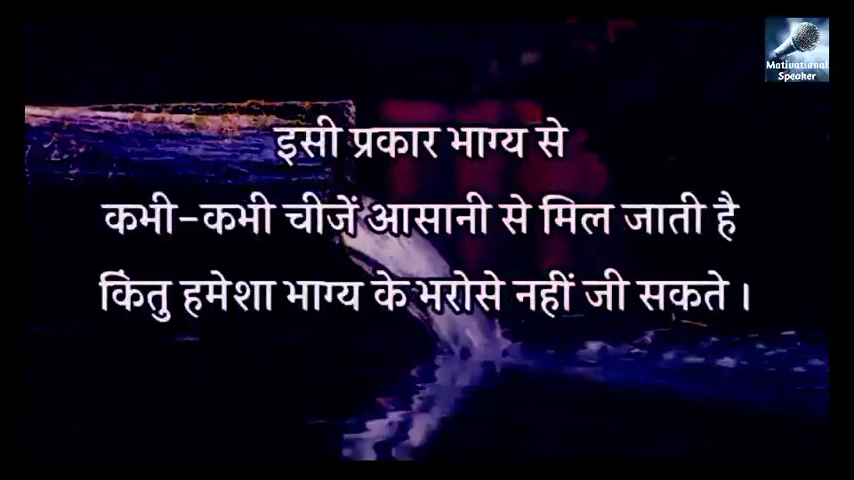 Motivational
Speaker
इसी प्रकार भाग्य से
कभी-कभी चीजें आसानी से मिल जाती है
किंतु हमेशा भाग्य के भरोसे नहीं जी सकते ।